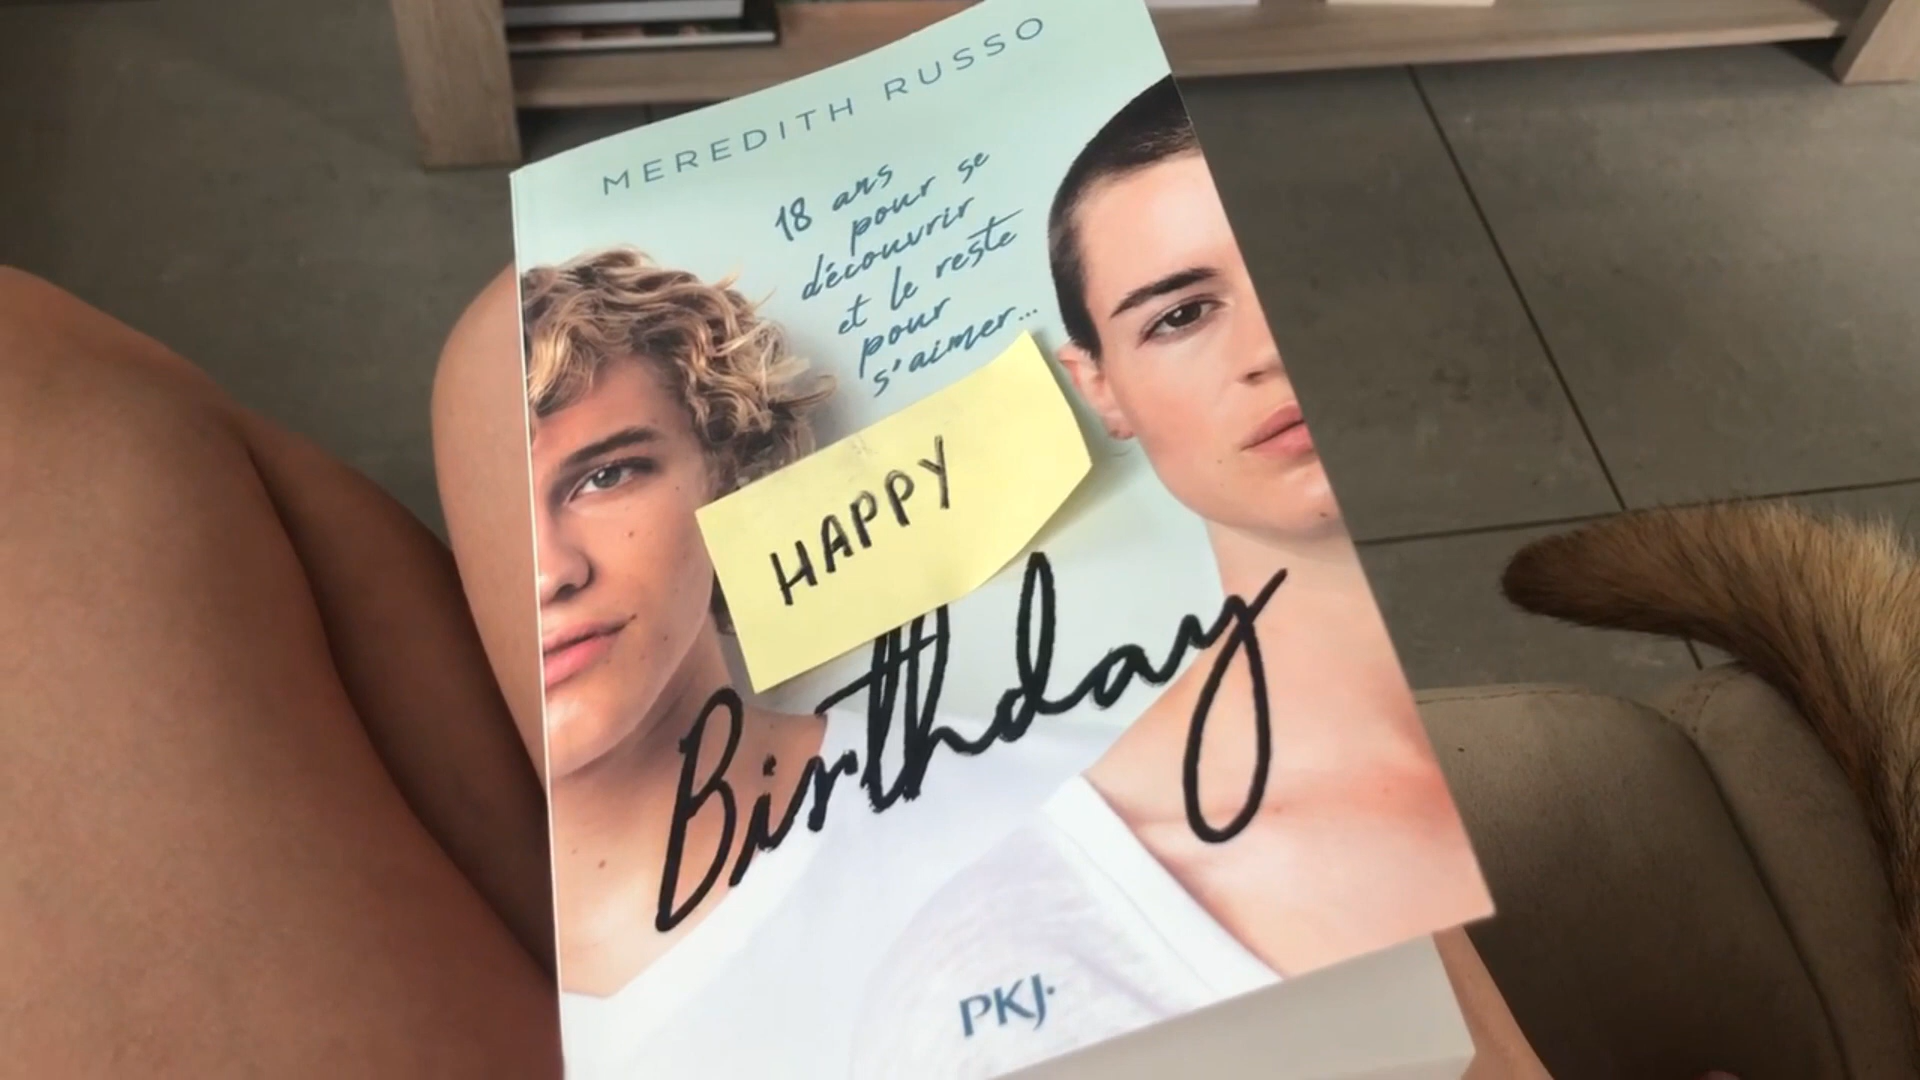 MEREDITH RUSSO
18 ans
pour se
découvrir
et le reste
pour
s'aimer...
HAPPY
Birthday
PKJ.